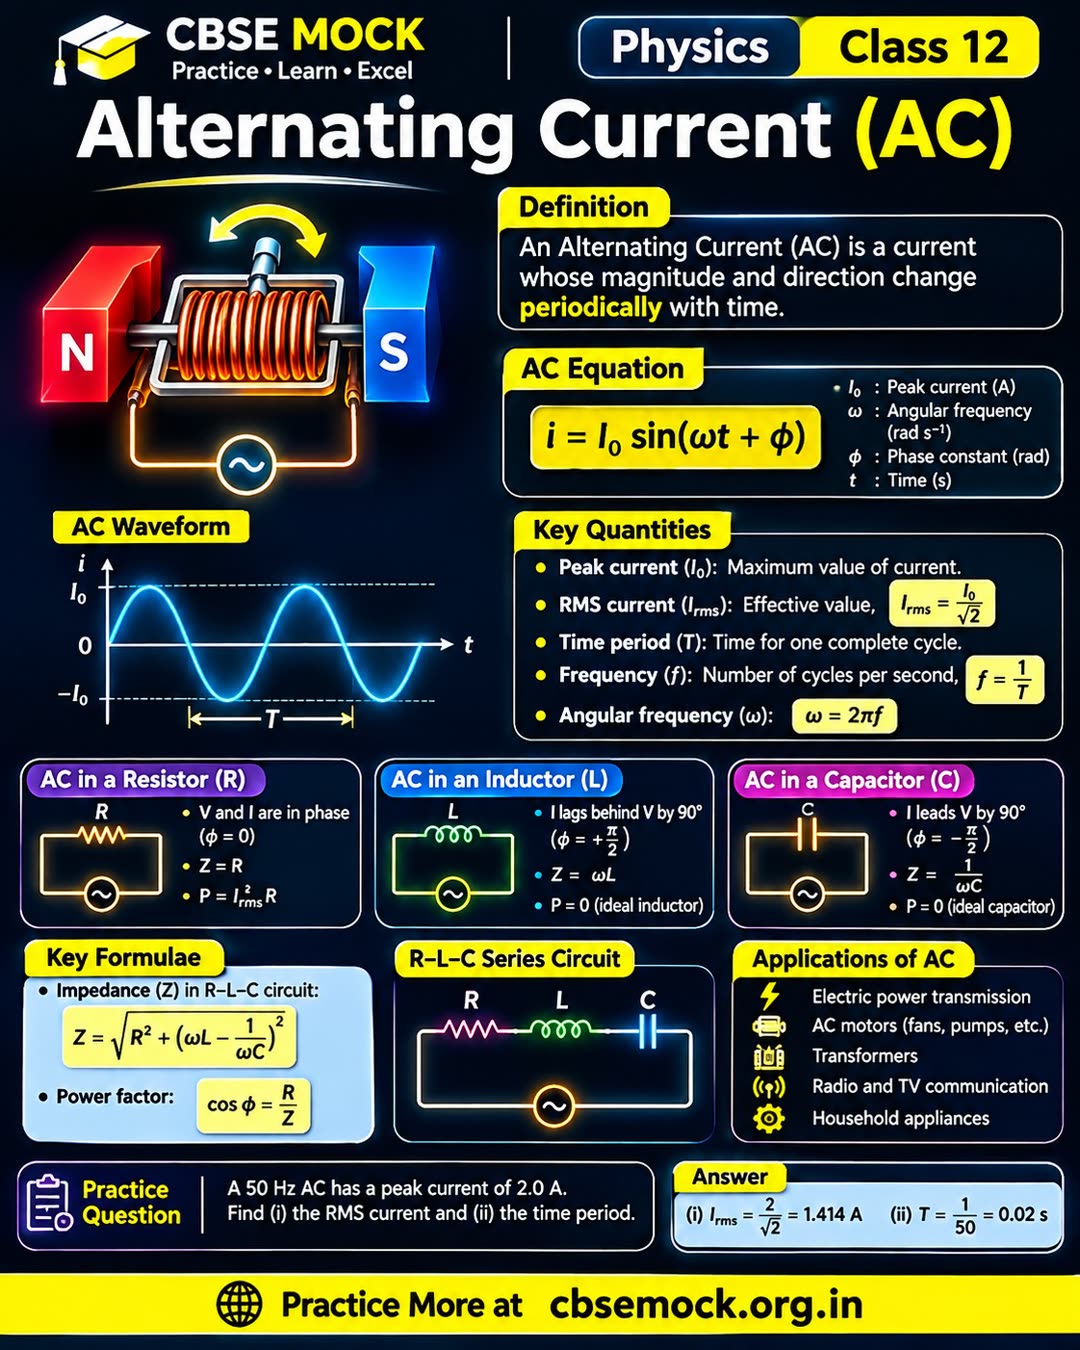 CBSE MOCK
Practice • Learn • Excel
Physics
Class 12
Alternating Current (AC)
N
S
~
Definition
An Alternating Current (AC) is a current
whose magnitude and direction change
periodically with time.
AC Equation
i = I₀ sin(ωt + ϕ)
• I₀ : Peak current (A)
ω : Angular frequency
(rad s⁻¹)
ϕ : Phase constant (rad)
t : Time (s)
AC Waveform
i
I₀
0
−I₀
t
T
Key Quantities
• Peak current (I₀): Maximum value of current.
• RMS current (Iᵣₘₛ): Effective value, Iᵣₘₛ = I₀/√2
• Time period (T): Time for one complete cycle.
• Frequency (f): Number of cycles per second, f = 1/T
• Angular frequency (ω): ω = 2πf
AC in a Resistor (R)
R
~
• V and I are in phase
(ϕ = 0)
• Z = R
• P = I²ᵣₘₛ R
AC in an Inductor (L)
L
~
• I lags behind V by 90°
(ϕ = +π/2)
• Z = ωL
• P = 0 (ideal inductor)
AC in a Capacitor (C)
C
~
• I leads V by 90°
(ϕ = −π/2)
• Z = 1/ωC
• P = 0 (ideal capacitor)
Key Formulae
• Impedance (Z) in R–L–C circuit:
Z = √(R² + (ωL − 1/ωC)²)
• Power factor: cos ϕ = R/Z
R–L–C Series Circuit
R L C
~
Applications of AC
Electric power transmission
AC motors (fans, pumps, etc.)
Transformers
Radio and TV communication
Household appliances
Practice
Question
A 50 Hz AC has a peak current of 2.0 A.
Find (i) the RMS current and (ii) the time period.
Answer
(i) Iᵣₘₛ = 2/√2 = 1.414 A (ii) T = 1/50 = 0.02 s
Practice More at cbsemock.org.in